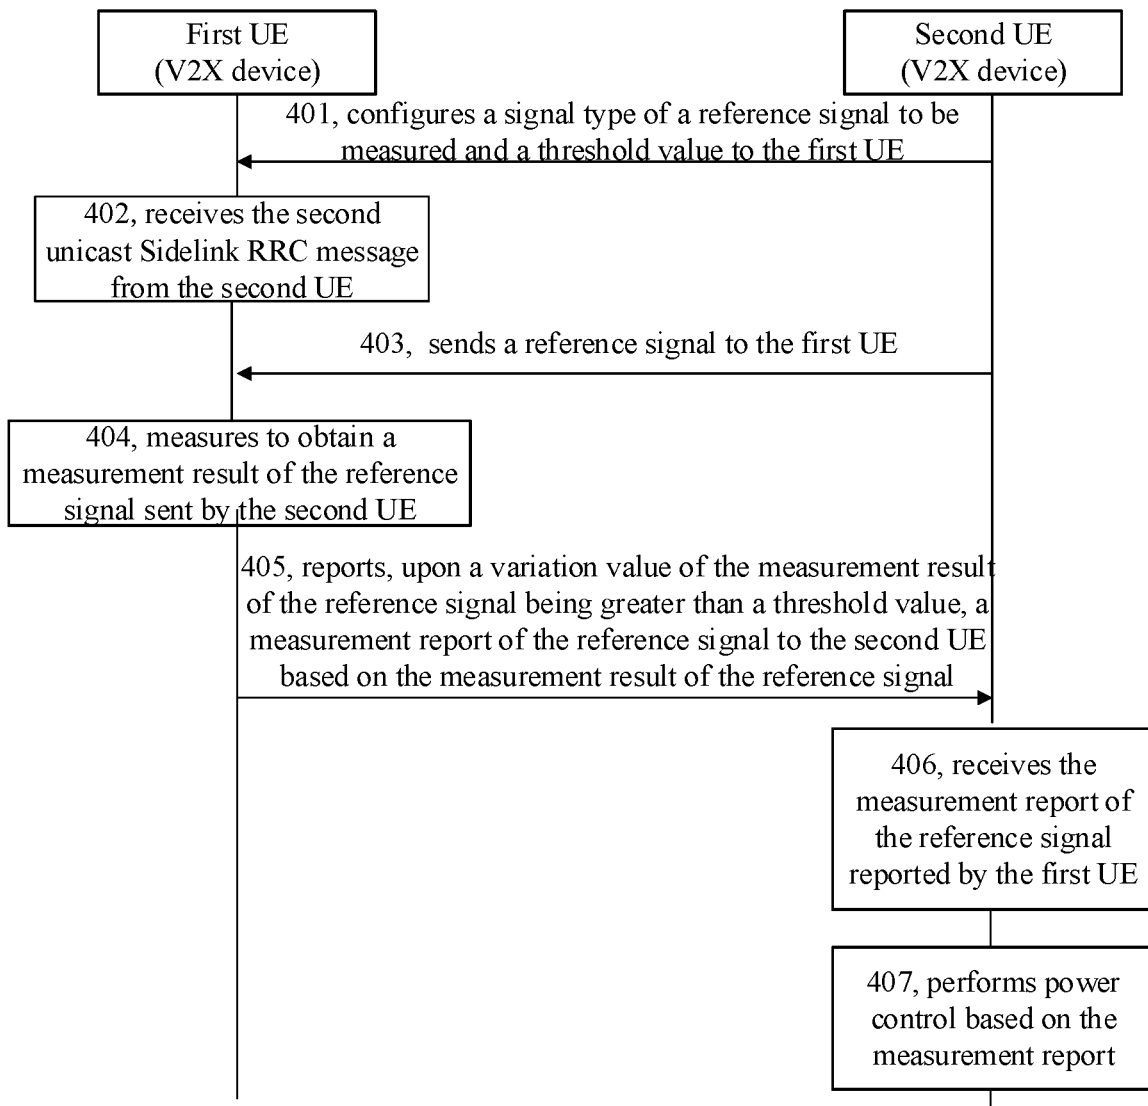 First UE
(V2X device)
Second UE
(V2X device)
401, configures a signal type of a reference signal to be
measured and a threshold value to the first UE
402, receives the second
unicast Sidelink RRC message
from the second UE
403, sends a reference signal to the first UE
404, measures to obtain a
measurement result of the reference
signal sent by the second UE
405, reports, upon a variation value of the measurement result
of the reference signal being greater than a threshold value, a
measurement report of the reference signal to the second UE
based on the measurement result of the reference signal
406, receives the
measurement report of
the reference signal
reported by the first UE
407, performs power
control based on the
measurement report